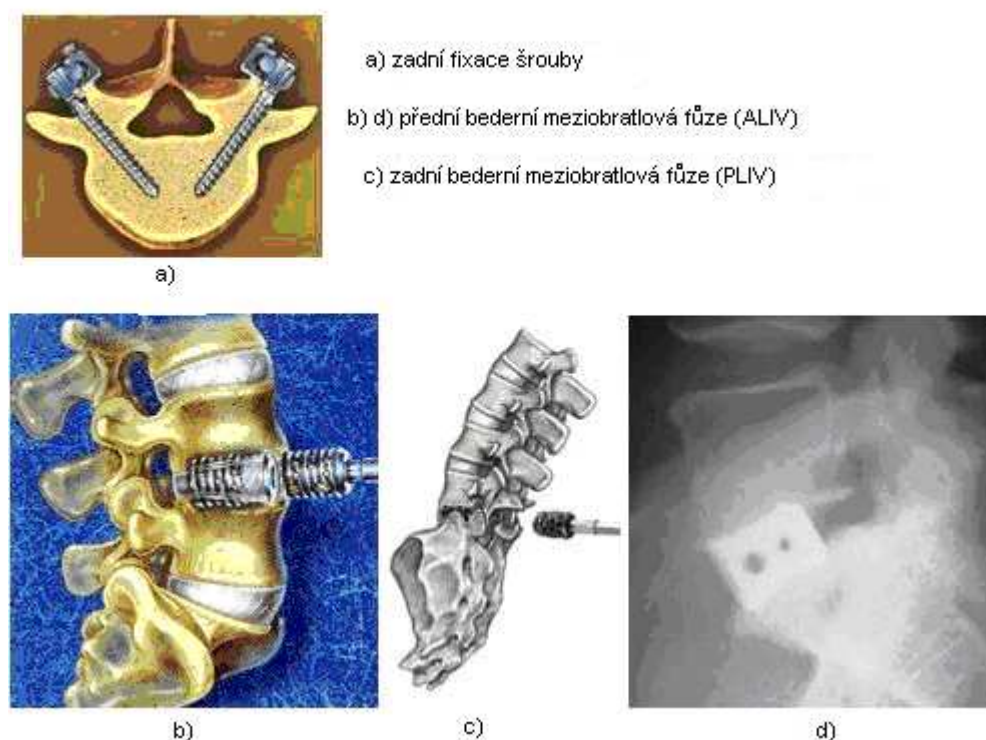 a) zadní fixace šrouby
b) d) přední bederní meziobratlová fůze (ALIV)
c) zadní bederní meziobratlová fůze (PLIV)
a)
b)
c)
d)